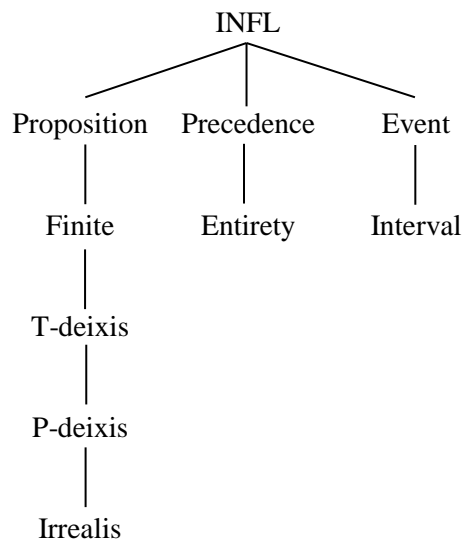 INFL
Proposition Precedence Event
Finite Entirety Interval
T-deixis
P-deixis
Irrealis